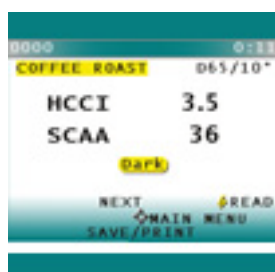 0000 0:11
COFFEE ROAST D65/10°
HCCI 3.5
SCAA 36
Dark
NEXT READ
MAIN MENU
SAVE/PRINT